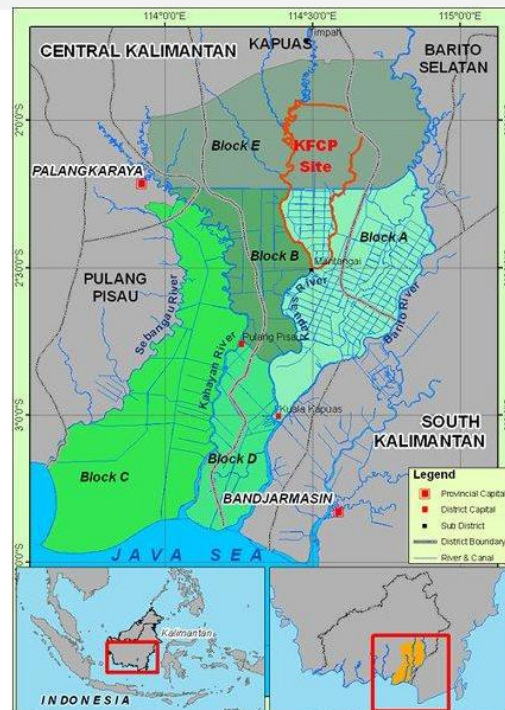 114°0'0"E
114°30'0"E
115°0'0"E
CENTRAL KALIMANTAN
KAPUAS
Timpah
BARITO
SELATAN
2°0'0"S
Block E
KFCP
Site
PALANGKARAYA
Block A
Block B
Mantangai
2°30'0"S
PULANG
PISAU
Sebangau River
Kapuas River
Barito River
Kahayan River
Pulang Pisau
3°0'0"S
Kuala Kapuas
SOUTH
KALIMANTAN
Block C
Block D
BANDJARMASIN
JAVA SEA
Legend
Provincial Capital
District Capital
Sub District
District Boundary
River & Canal
Kalimantan
INDONESIA